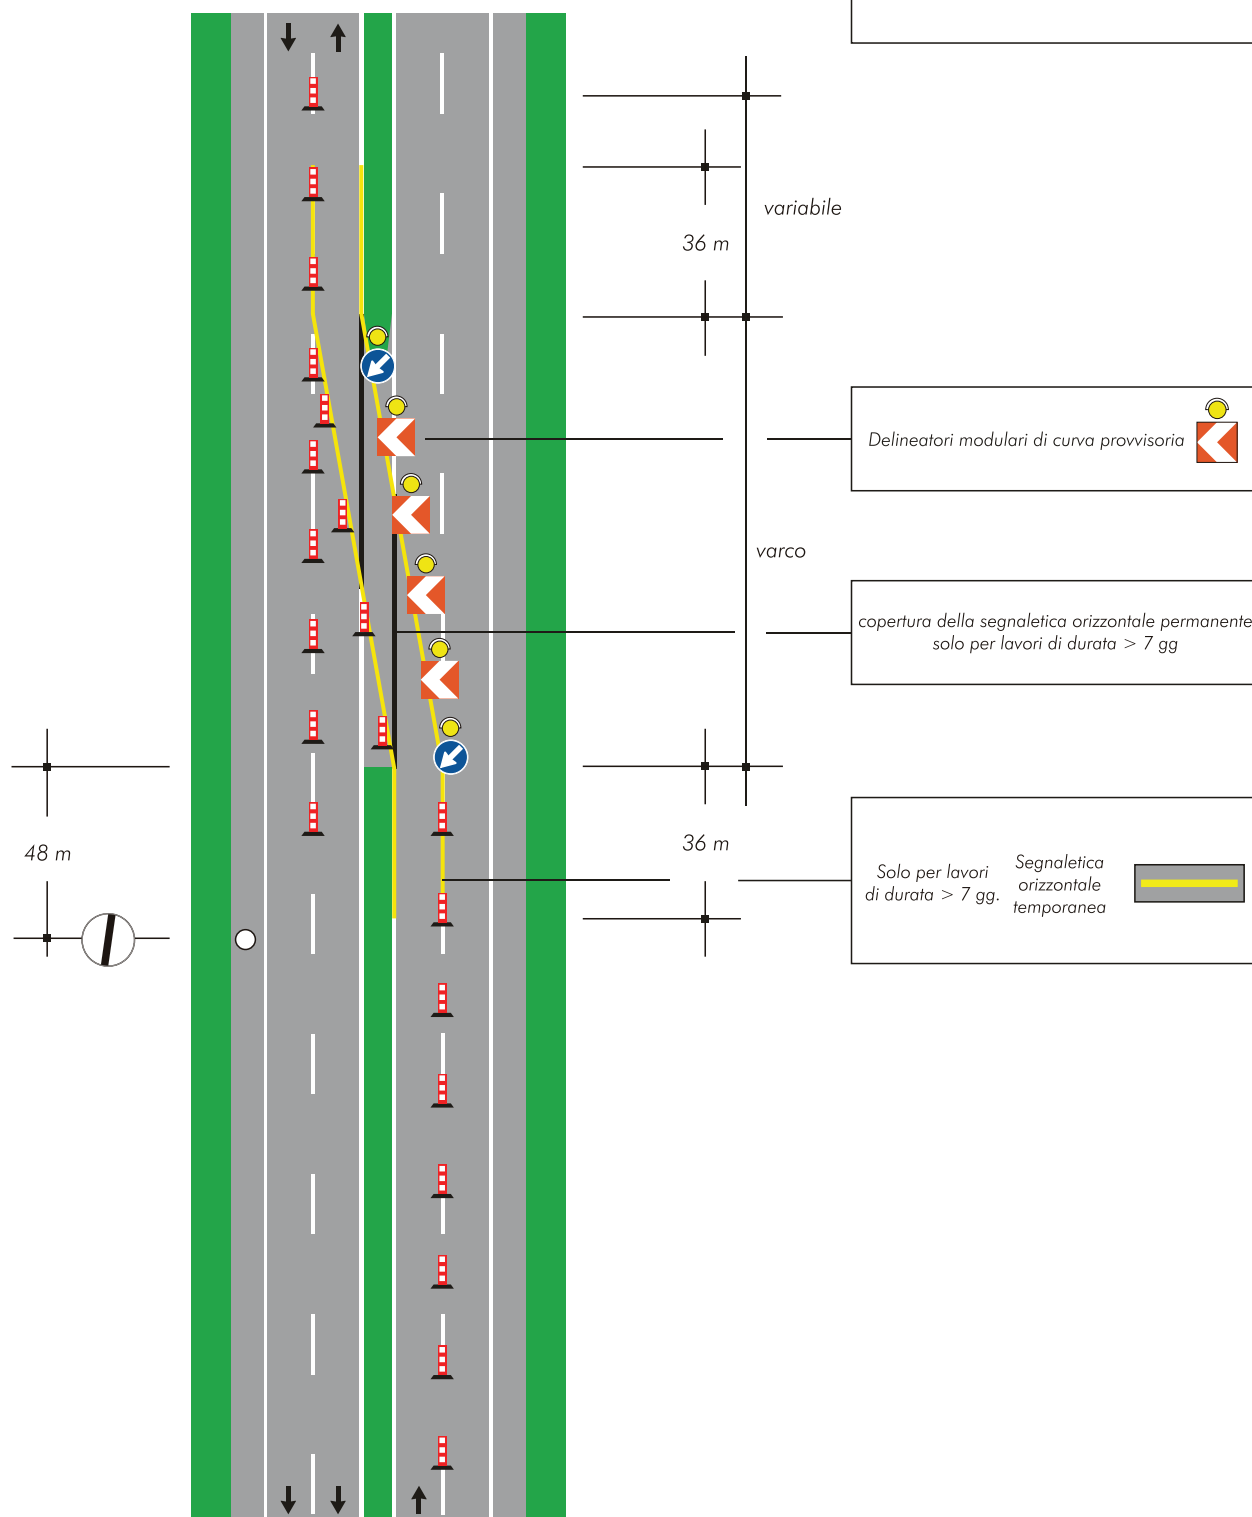 variabile
36 m
Delineatori modulari di curva provvisoria
varco
copertura della segnaletica orizzontale permanente
solo per lavori di durata > 7 gg
48 m
36 m
Solo per lavori
di durata > 7 gg.
Segnaletica
orizzontale
temporanea